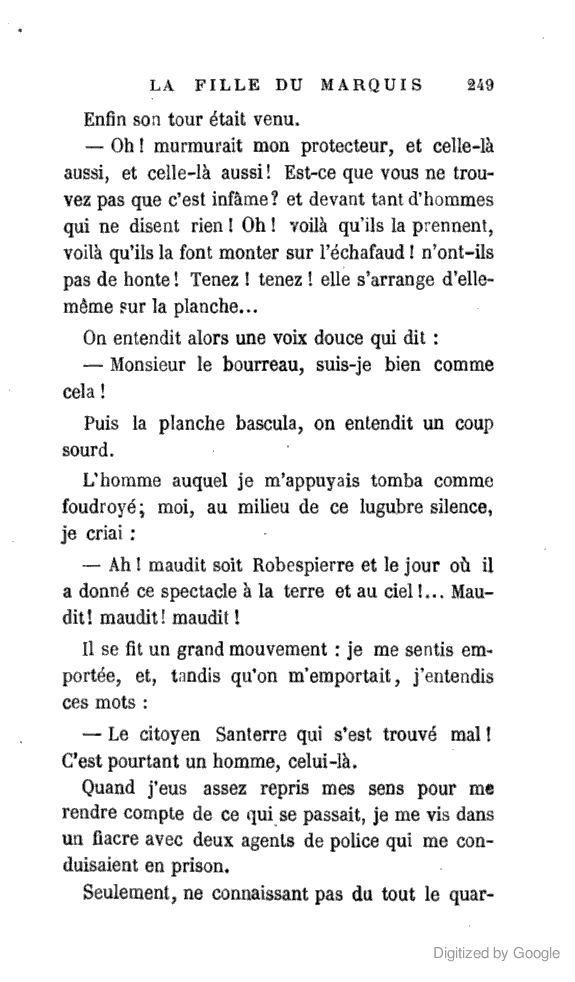 LA FILLE DU MARQUIS 249
Enfin son tour était venu.
— Oh ! murmurait mon protecteur, et celle-là
aussi, et celle-là aussi ! Est-ce que vous ne trou-
vez pas que c'est infâme ? et devant tant d'hommes
qui ne disent rien ! Oh ! voilà qu'ils la prennent,
voilà qu'ils la font monter sur l'échafaud ! n'ont-ils
pas de honte ! Tenez ! tenez ! elle s'arrange d'elle-
même sur la planche...
On entendit alors une voix douce qui dit :
— Monsieur le bourreau, suis-je bien comme
cela !
Puis la planche bascula, on entendit un coup
sourd.
L'homme auquel je m'appuyais tomba comme
foudroyé; moi, au milieu de ce lugubre silence,
je criai :
— Ah ! maudit soit Robespierre et le jour où il
a donné ce spectacle à la terre et au ciel !... Mau-
dit ! maudit ! maudit !
Il se fit un grand mouvement : je me sentis em-
portée, et, tandis qu'on m'emportait, j'entendis
ces mots :
— Le citoyen Santerre qui s'est trouvé mal !
C'est pourtant un homme, celui-là.
Quand j'eus assez repris mes sens pour me
rendre compte de ce qui se passait, je me vis dans
un fiacre avec deux agents de police qui me con-
duisaient en prison.
Seulement, ne connaissant pas du tout le quar-
Digitized by Google